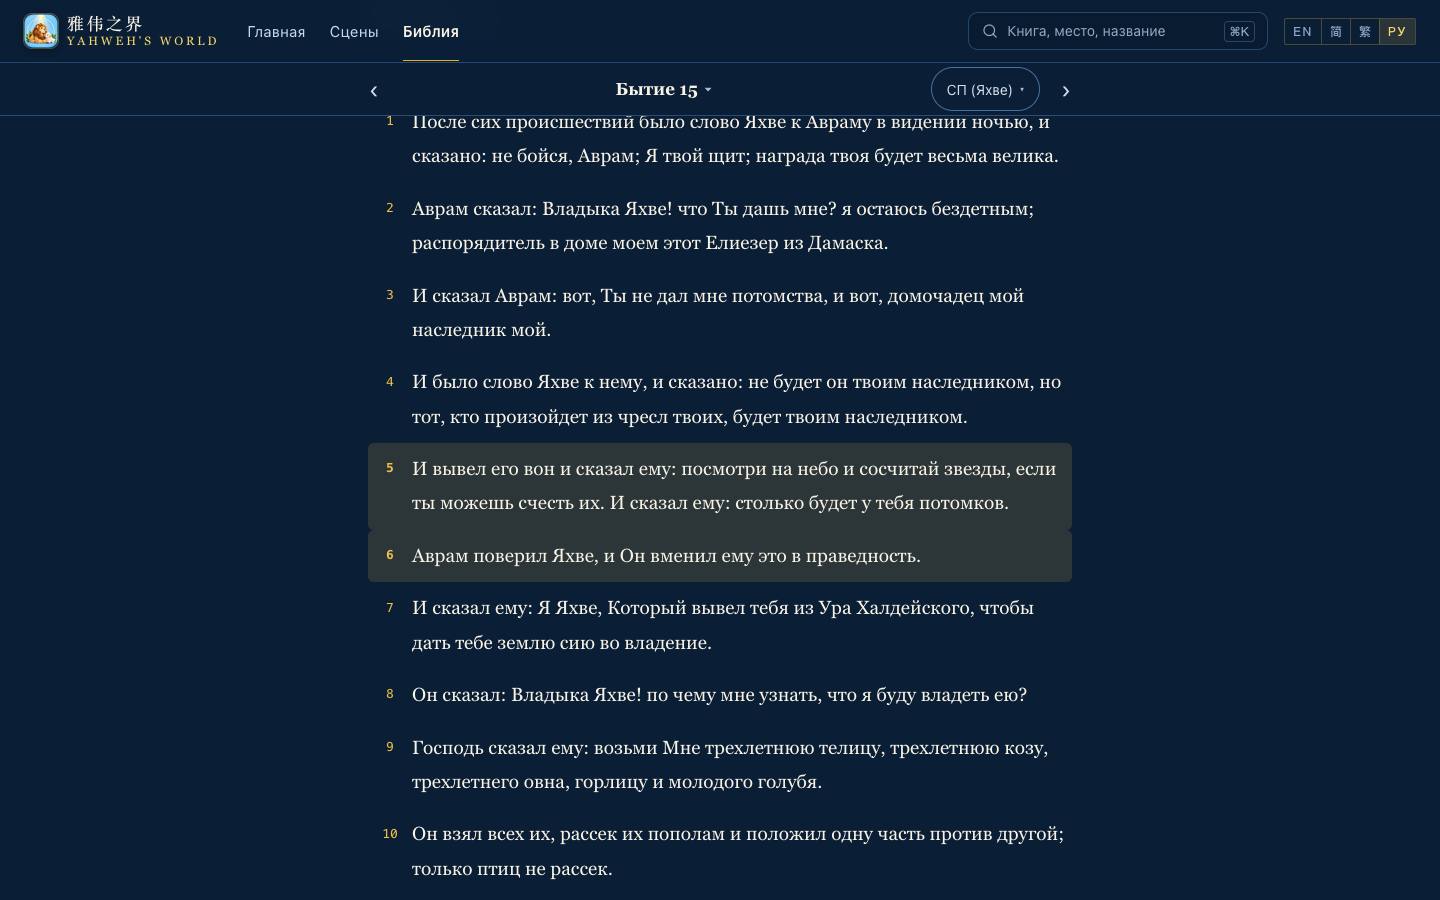 雅伟之界
YAHWEH'S WORLD
Главная
Сцены
Библия
Книга, место, название
⌘K
EN
简
繁
РУ
‹
Бытие 15
СП (Яхве)
›
1 После сих происшествий было слово Яхве к Авраму в видении ночью, и
сказано: не бойся, Аврам; Я твой щит; награда твоя будет весьма велика.
2 Аврам сказал: Владыка Яхве! что Ты дашь мне? я остаюсь бездетным;
распорядитель в доме моем этот Елиезер из Дамаска.
3 И сказал Аврам: вот, Ты не дал мне потомства, и вот, домочадец мой
наследник мой.
4 И было слово Яхве к нему, и сказано: не будет он твоим наследником, но
тот, кто произойдет из чресл твоих, будет твоим наследником.
5 И вывел его вон и сказал ему: посмотри на небо и сосчитай звезды, если
ты можешь счесть их. И сказал ему: столько будет у тебя потомков.
6 Аврам поверил Яхве, и Он вменил ему это в праведность.
7 И сказал ему: Я Яхве, Который вывел тебя из Ура Халдейского, чтобы
дать тебе землю сию во владение.
8 Он сказал: Владыка Яхве! по чему мне узнать, что я буду владеть ею?
9 Господь сказал ему: возьми Мне трехлетнюю телицу, трехлетнюю козу,
трехлетнего овна, горлицу и молодого голубя.
10 Он взял всех их, рассек их пополам и положил одну часть против другой;
только птиц не рассек.